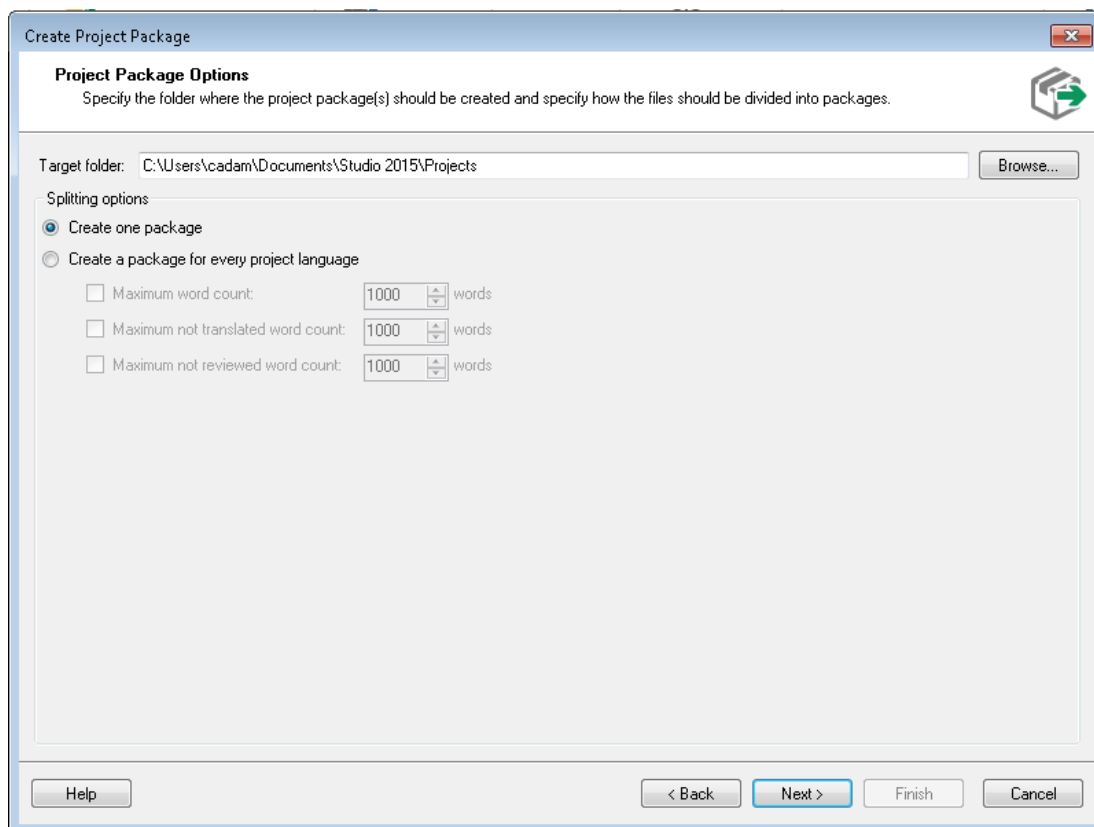 Create Project Package
Project Package Options
Specify the folder where the project package(s) should be created and specify how the files should be divided into packages.
Target folder: C:\Users\cadam\Documents\Studio 2015\Projects Browse...
Splitting options
Create one package
Create a package for every project language
Maximum word count: 1000 words
Maximum not translated word count: 1000 words
Maximum not reviewed word count: 1000 words
Help < Back Next > Finish Cancel